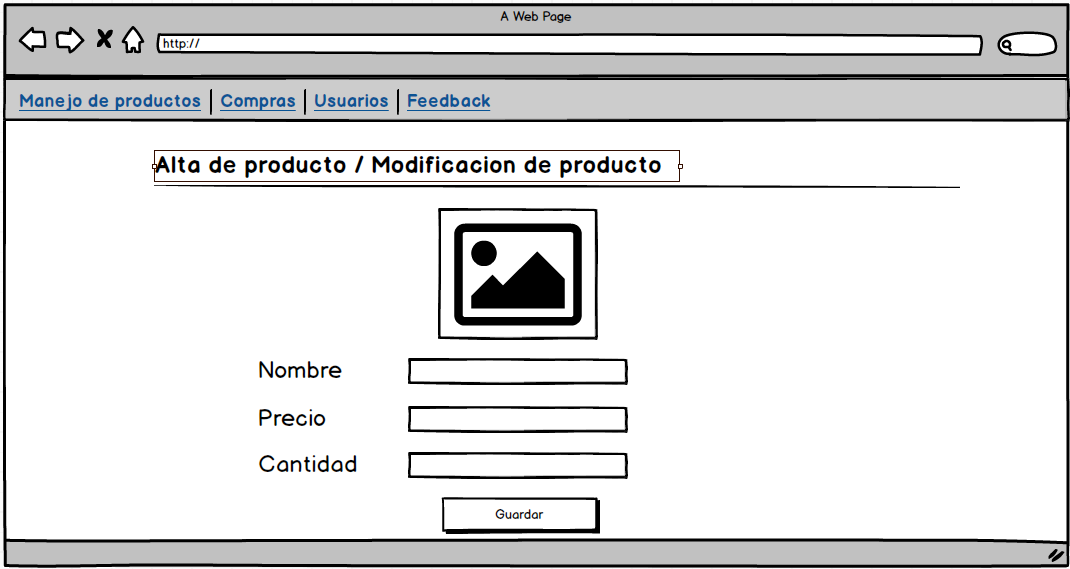 A Web Page
http://
Manejo de productos Compras Usuarios Feedback
Alta de producto / Modificacion de producto
Nombre
Precio
Cantidad
Guardar